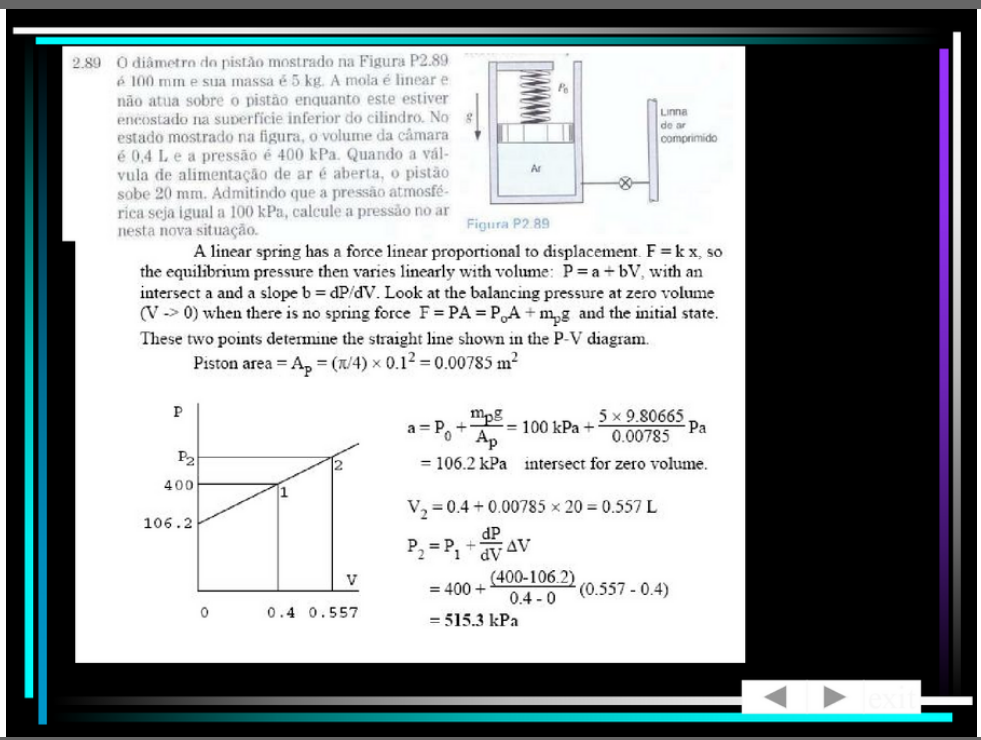 2.89 O diâmetro do pistão mostrado na Figura P2.89
é 100 mm e sua massa é 5 kg. A mola é linear e
não atua sobre o pistão enquanto este estiver
encostado na superfície inferior do cilindro. No
estado mostrado na figura, o volume da câmara
é 0,4 L e a pressão é 400 kPa. Quando a vál-
vula de alimentação de ar é aberta, o pistão
sobe 20 mm. Admitindo que a pressão atmosfé-
rica seja igual a 100 kPa, calcule a pressão no ar
nesta nova situação.
P₀
g
Linha
de ar
comprimido
Ar
Figura P2.89
A linear spring has a force linear proportional to displacement. F = k x, so
the equilibrium pressure then varies linearly with volume: P = a + bV, with an
intersect a and a slope b = dP/dV. Look at the balancing pressure at zero volume
(V -> 0) when there is no spring force F = PA = PₒA + mₚg and the initial state.
These two points determine the straight line shown in the P-V diagram.
Piston area = Aₚ = (π/4) × 0.1² = 0.00785 m²
P
P₂
2
400
1
106.2
V
0 0.4 0.557
a = P₀ + mₚg/Aₚ = 100 kPa + 5 × 9.80665/0.00785 Pa
= 106.2 kPa intersect for zero volume.
V₂ = 0.4 + 0.00785 × 20 = 0.557 L
P₂ = P₁ + dP/dV ΔV
= 400 + (400-106.2)/0.4 - 0 (0.557 - 0.4)
= 515.3 kPa
exit